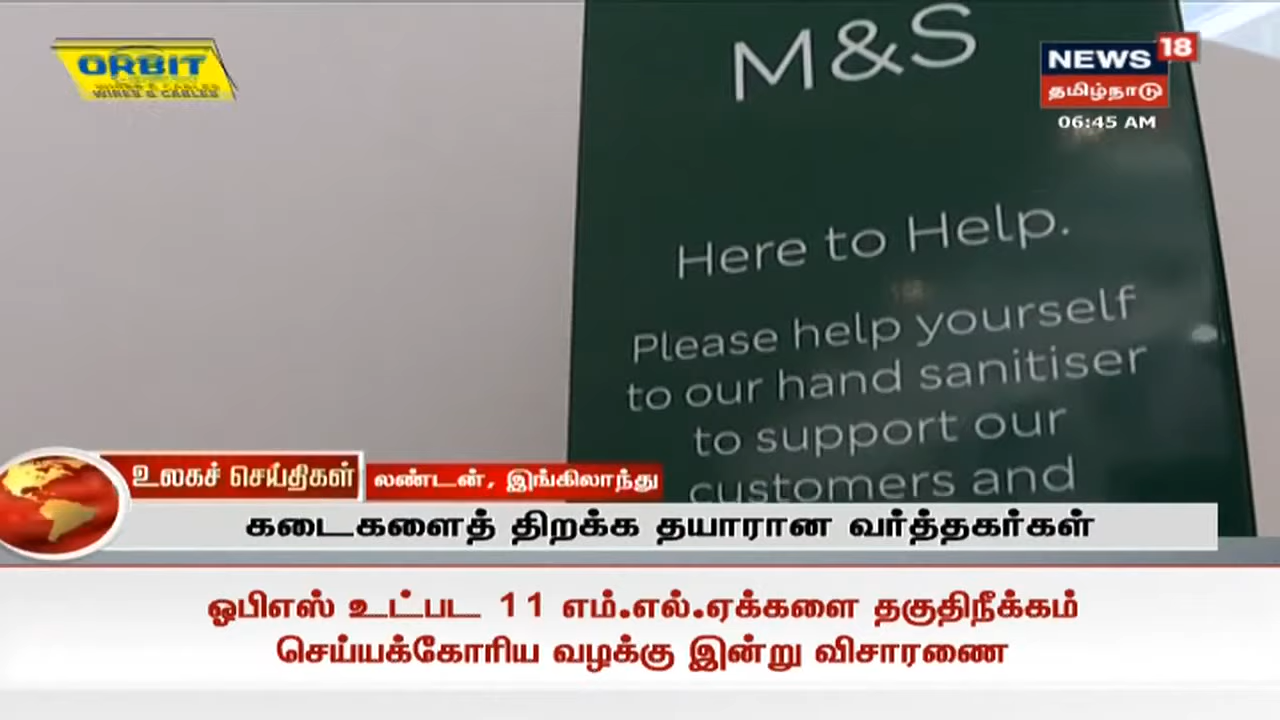 ORBIT
WIRES & CABLES
NEWS 18
தமிழ்நாடு
06:45 AM
M&S
Here to Help.
Please help yourself
to our hand sanitiser
to support our
customers and
உலகச் செய்திகள்
லண்டன், இங்கிலாந்து
கடைகளைத் திறக்க தயாரான வர்த்தகர்கள்
ஓபிஎஸ் உட்பட 11 எம்.எல்.ஏக்களை தகுதிநீக்கம்
செய்யக்கோரிய வழக்கு இன்று விசாரணை